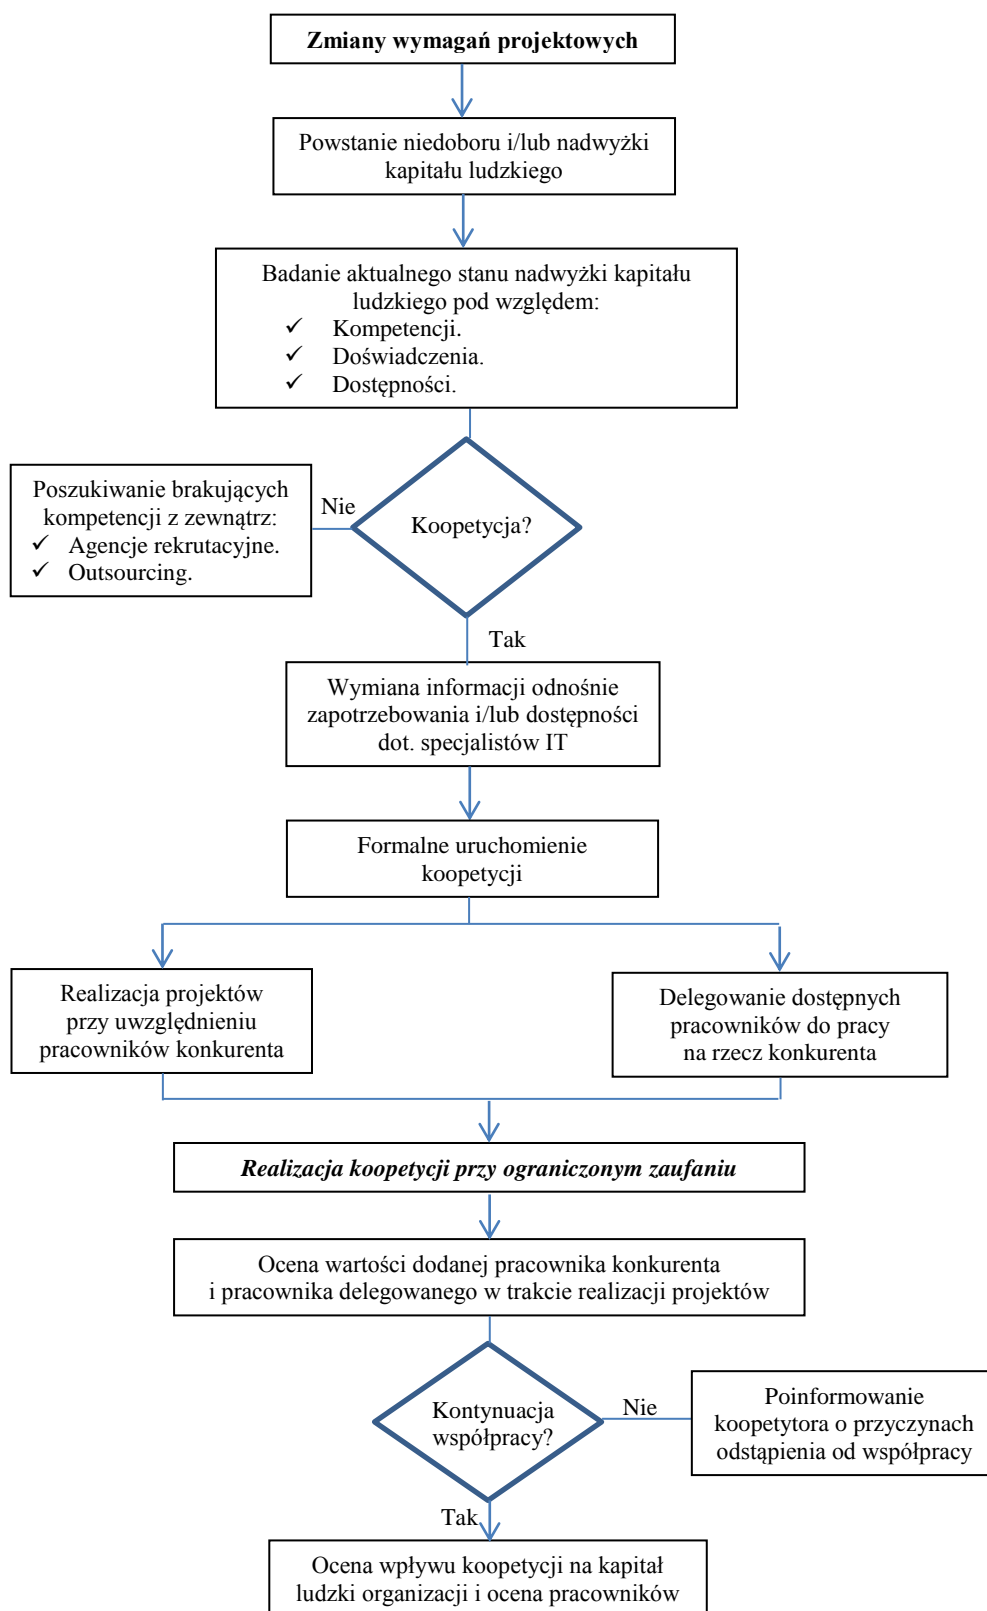 Zmiany wymagań projektowych
Powstanie niedoboru i/lub nadwyżki
kapitału ludzkiego
Badanie aktualnego stanu nadwyżki kapitału
ludzkiego pod względem:
✓ Kompetencji.
✓ Doświadczenia.
✓ Dostępności.
Poszukiwanie brakujących
kompetencji z zewnątrz:
✓ Agencje rekrutacyjne.
✓ Outsourcing.
Nie
Koopetycja?
Tak
Wymiana informacji odnośnie
zapotrzebowania i/lub dostępności
dot. specjalistów IT
Formalne uruchomienie
koopetycji
Realizacja projektów
przy uwzględnieniu
pracowników konkurenta
Delegowanie dostępnych
pracowników do pracy
na rzecz konkurenta
Realizacja koopetycji przy ograniczonym zaufaniu
Ocena wartości dodanej pracownika konkurenta
i pracownika delegowanego w trakcie realizacji projektów
Kontynuacja
współpracy?
Nie
Poinformowanie
koopetytora o przyczynach
odstąpienia od współpracy
Tak
Ocena wpływu koopetycji na kapitał
ludzki organizacji i ocena pracowników